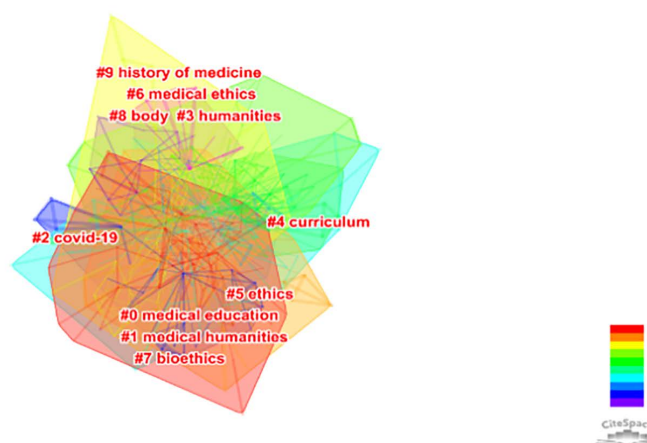 #9 history of medicine
#6 medical ethics
#8 body #3 humanities
#4 curriculum
#2 covid-19
#5 ethics
#0 medical education
#1 medical humanities
#7 bioethics
CiteSpac